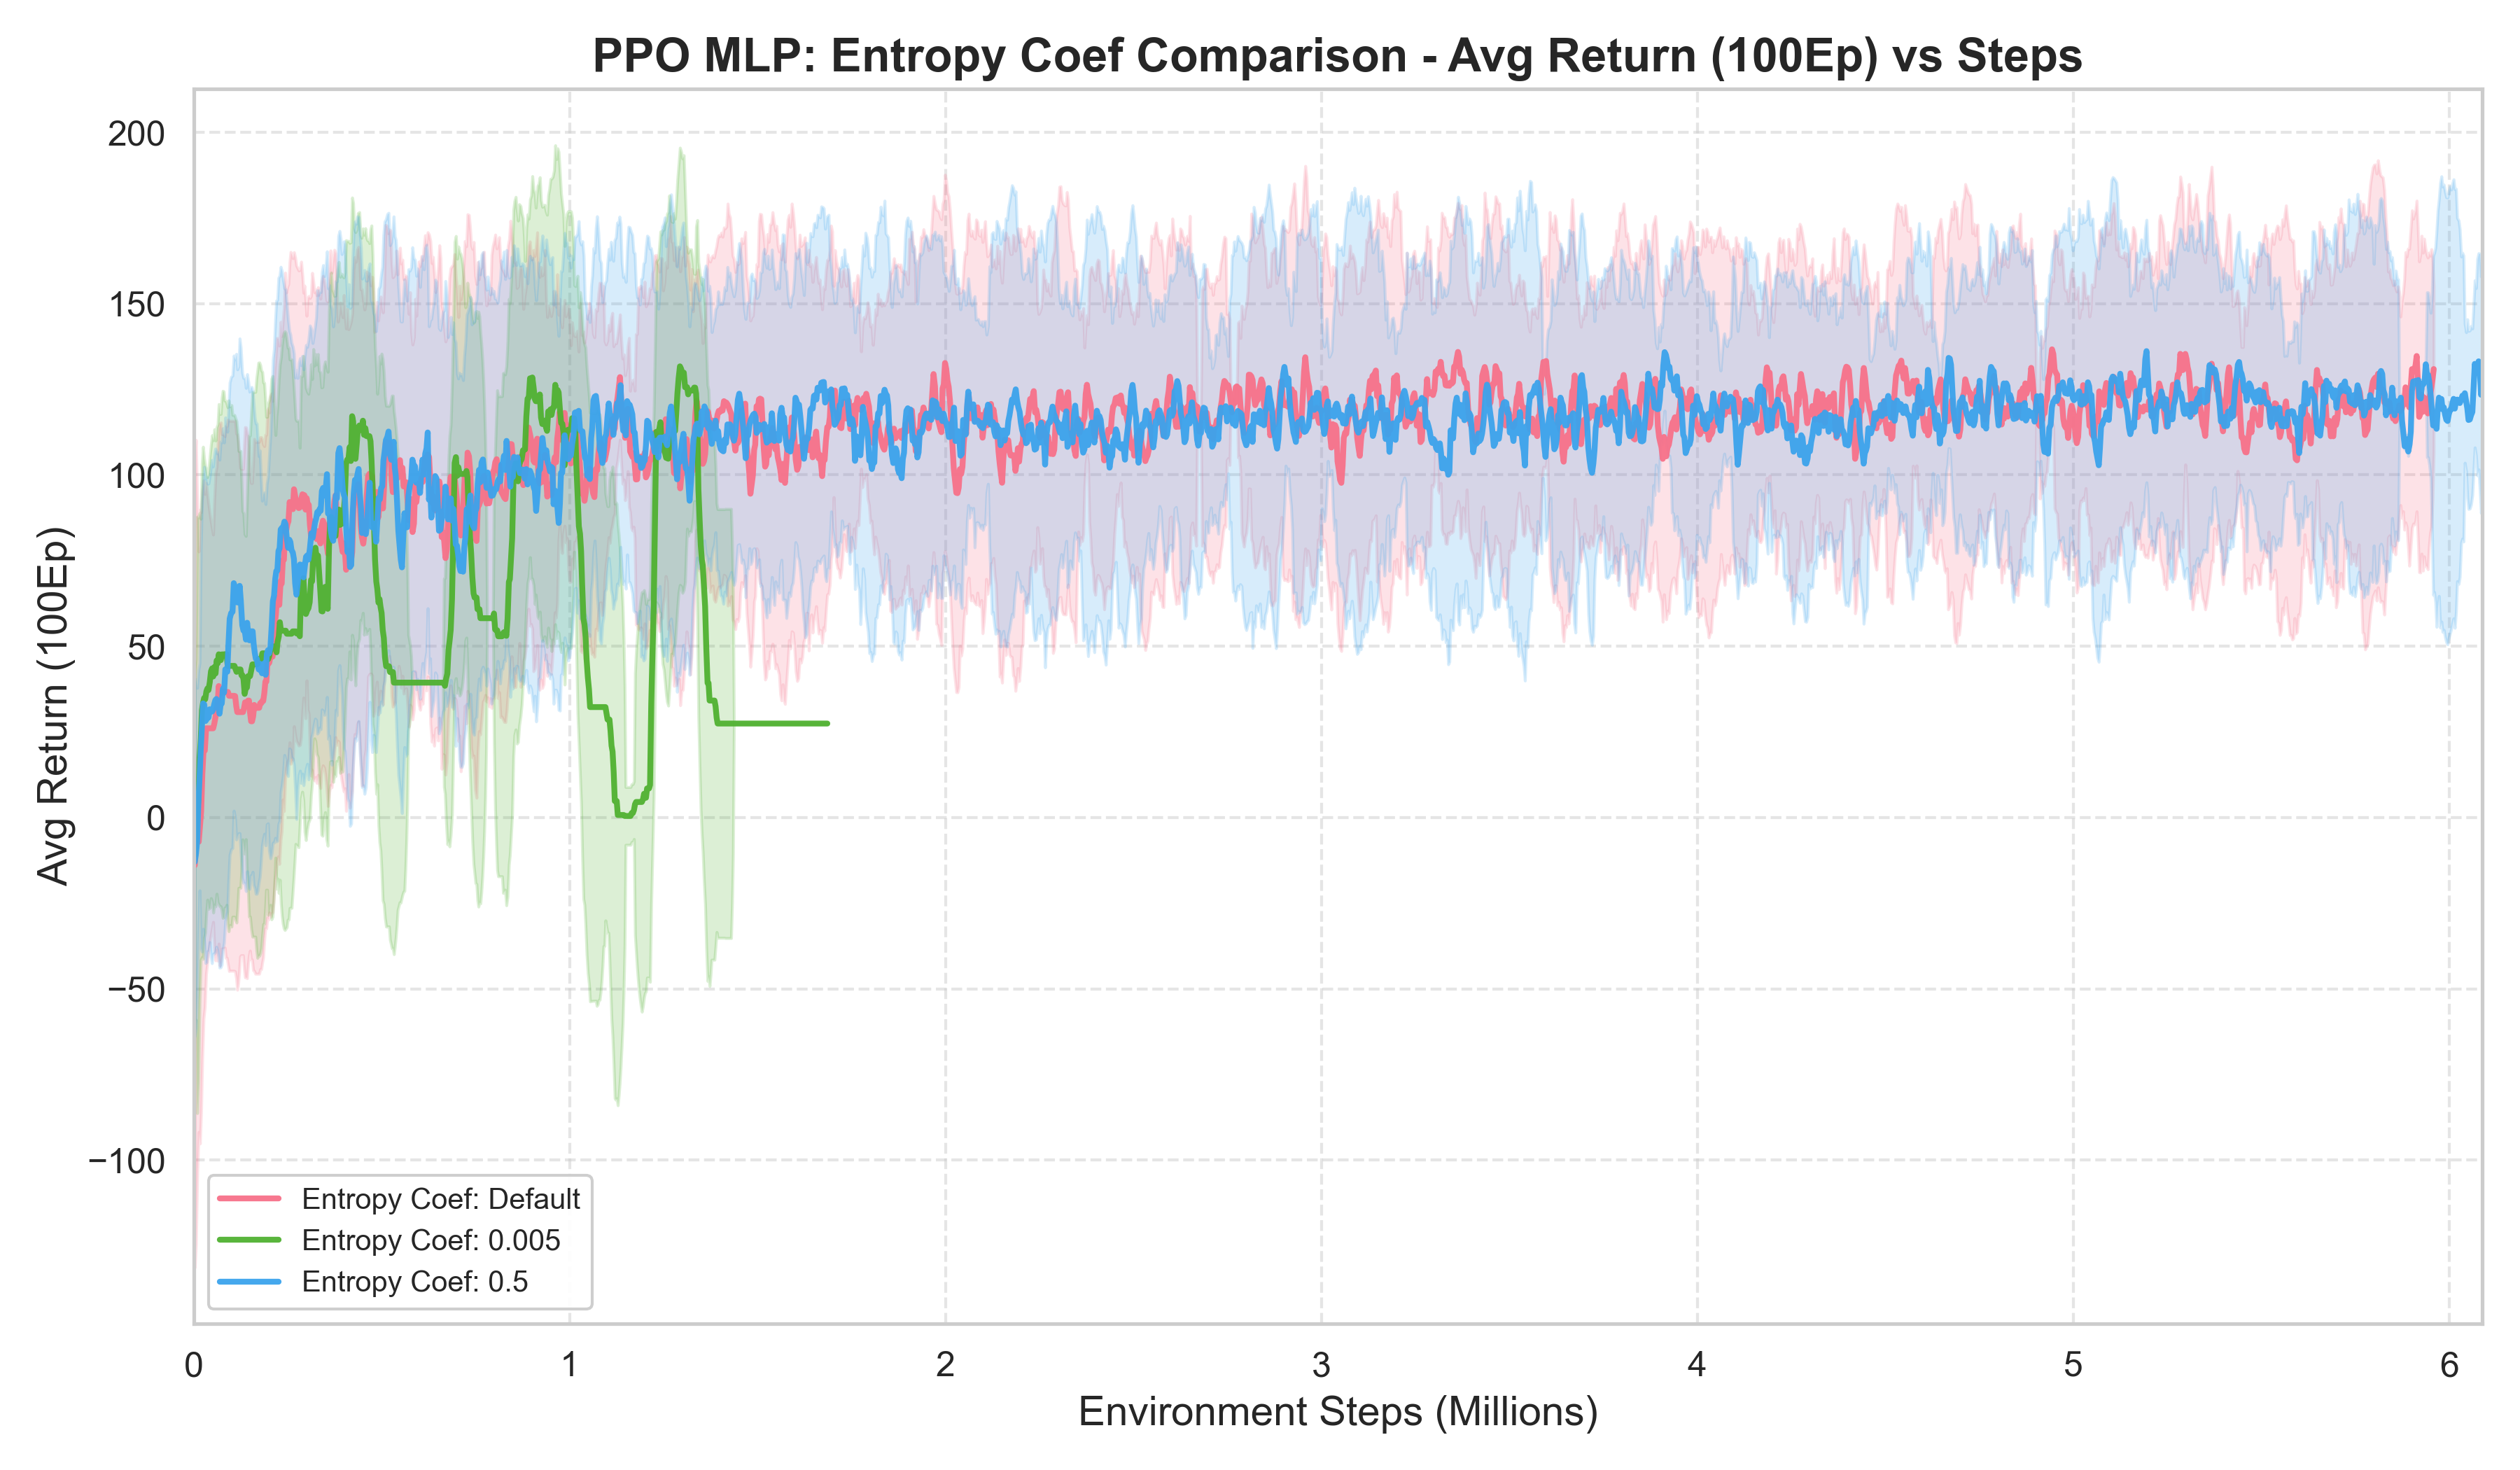 PPO MLP: Entropy Coef Comparison - Avg Return (100Ep) vs Steps
Avg Return (100Ep)
200
150
100
50
0
−50
−100
Entropy Coef: Default
Entropy Coef: 0.005
Entropy Coef: 0.5
0 1 2 3 4 5 6
Environment Steps (Millions)